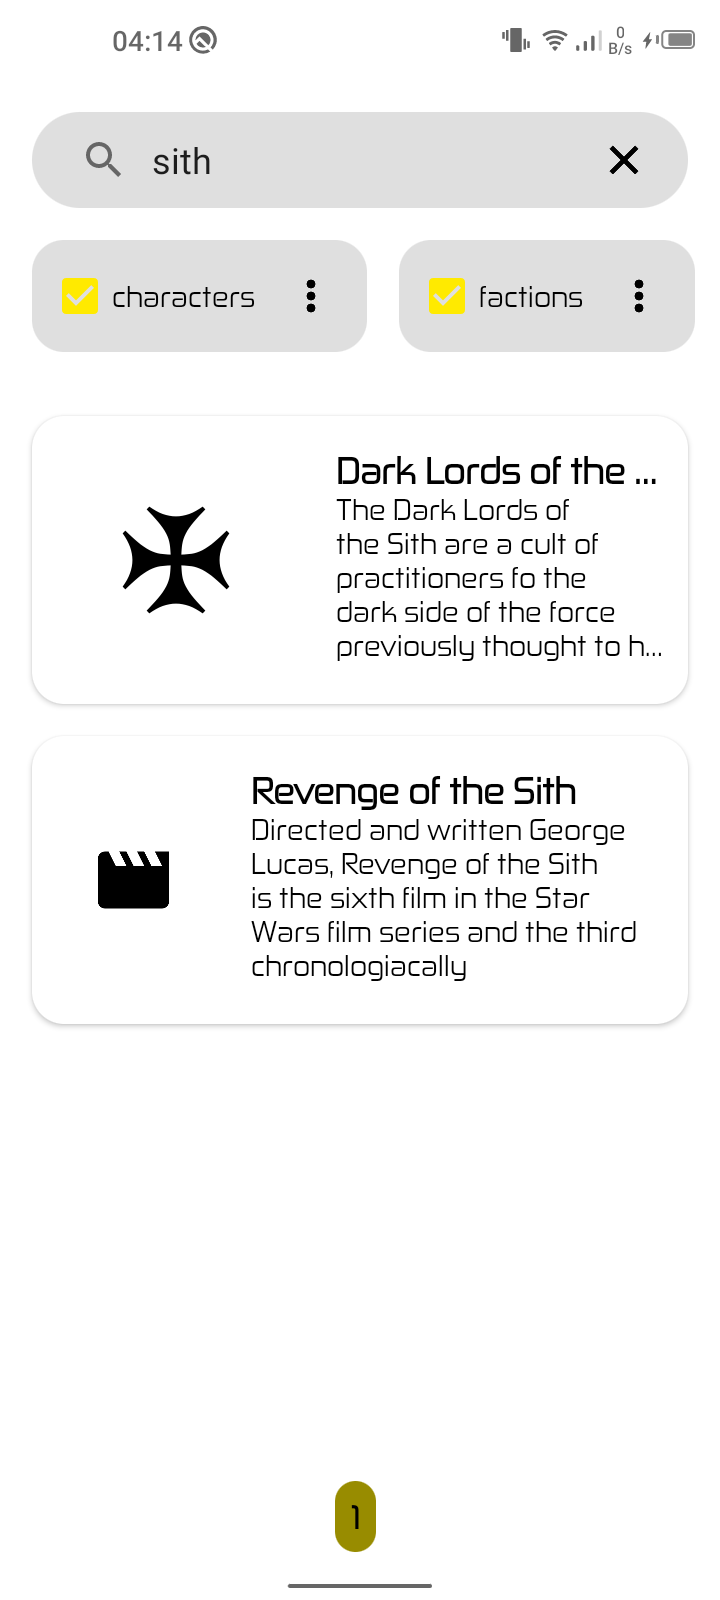 04:14
0
B/s
sith
characters
factions
Dark Lords of the ...
The Dark Lords of
the Sith are a cult of
practitioners fo the
dark side of the force
previously thought to h...
Revenge of the Sith
Directed and written George
Lucas, Revenge of the Sith
is the sixth film in the Star
Wars film series and the third
chronologiacally
1